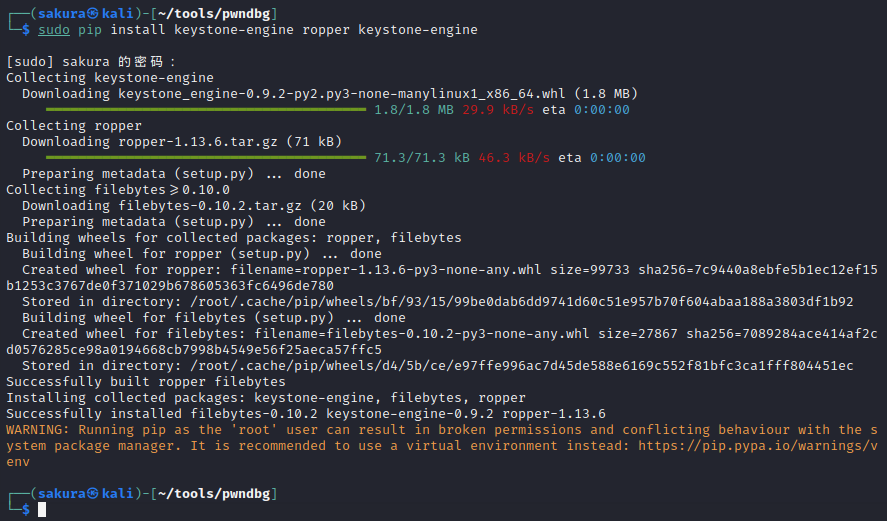 ┌──(sakura㉿kali)-[~/tools/pwndbg]
└─$ sudo pip install keystone-engine ropper keystone-engine
[sudo] sakura 的密码：
Collecting keystone-engine
  Downloading keystone_engine-0.9.2-py2.py3-none-manylinux1_x86_64.whl (1.8 MB)
     ━━━━━━━━━━━━━━━━━━━━━━━━━━━━━━━━━━━━━━━━ 1.8/1.8 MB 29.9 kB/s eta 0:00:00
Collecting ropper
  Downloading ropper-1.13.6.tar.gz (71 kB)
     ━━━━━━━━━━━━━━━━━━━━━━━━━━━━━━━━━━━━━━━━ 71.3/71.3 kB 46.3 kB/s eta 0:00:00
  Preparing metadata (setup.py) ... done
Collecting filebytes>=0.10.0
  Downloading filebytes-0.10.2.tar.gz (20 kB)
  Preparing metadata (setup.py) ... done
Building wheels for collected packages: ropper, filebytes
  Building wheel for ropper (setup.py) ... done
  Created wheel for ropper: filename=ropper-1.13.6-py3-none-any.whl size=99733 sha256=7c9440a8ebfe5b1ec12ef15
b1253c3767de0f371029b678605363fc6496de780
  Stored in directory: /root/.cache/pip/wheels/bf/93/15/99be0dab6dd9741d60c51e957b70f604abaa188a3803df1b92
  Building wheel for filebytes (setup.py) ... done
  Created wheel for filebytes: filename=filebytes-0.10.2-py3-none-any.whl size=27867 sha256=7089284ace414af2c
d0576285ce98a0194668cb7998b4549e56f25aeca57ffc5
  Stored in directory: /root/.cache/pip/wheels/d4/5b/ce/e97ffe996ac7d45de588e6169c552f81bfc3ca1fff804451ec
Successfully built ropper filebytes
Installing collected packages: keystone-engine, filebytes, ropper
Successfully installed filebytes-0.10.2 keystone-engine-0.9.2 ropper-1.13.6
WARNING: Running pip as the 'root' user can result in broken permissions and conflicting behaviour with the s
ystem package manager. It is recommended to use a virtual environment instead: https://pip.pypa.io/warnings/v
env
┌──(sakura㉿kali)-[~/tools/pwndbg]
└─$